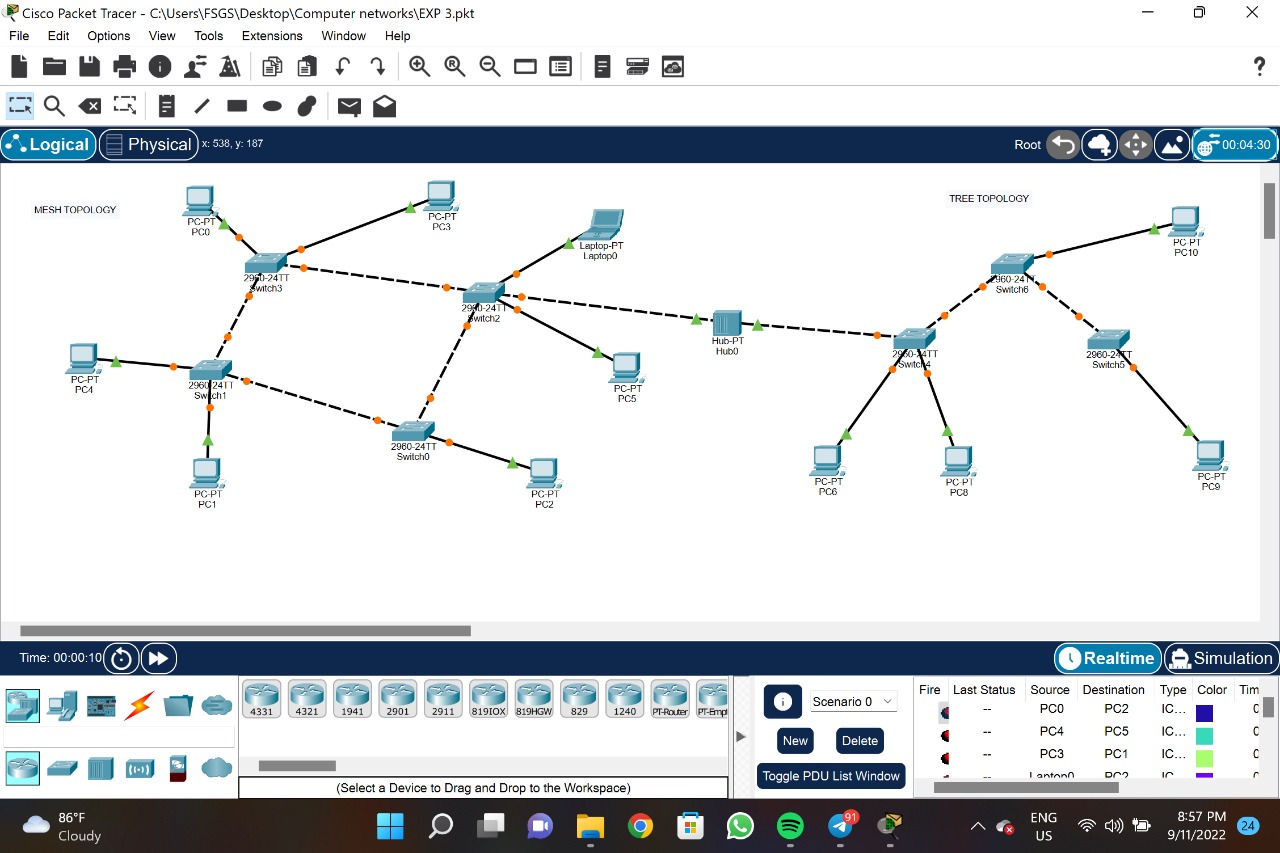 Cisco Packet Tracer - C:\Users\FSGS\Desktop\Computer networks\EXP 3.pkt
File Edit Options View Tools Extensions Window Help
?
Logical Physical x: 538, y: 187 Root 00:04:30
MESH TOPOLOGY
TREE TOPOLOGY
PC-PT
PC0
PC-PT
PC3
Laptop-PT
Laptop0
PC-PT
PC10
2960-24TT
Switch3
2960-24TT
Switch2
2960-24TT
Switch6
Hub-PT
Hub0
2960-24TT
Switch4
2960-24TT
Switch5
PC-PT
PC4
2960-24TT
Switch1
PC-PT
PC5
2960-24TT
Switch0
PC-PT
PC1
PC-PT
PC2
PC-PT
PC6
PC-PT
PC8
PC-PT
PC9
Time: 00:00:10 Realtime Simulation
4331 4321 1941 2901 2911 819IOX 819HGW 829 1240 PT-Router PT-Empt
(Select a Device to Drag and Drop to the Workspace)
Scenario 0
New Delete
Toggle PDU List Window
Fire Last Status Source Destination Type Color Tim
-- PC0 PC2 IC...
-- PC4 PC5 IC...
-- PC3 PC1 IC...
-- Laptop0 PC2 IC...
86°F
Cloudy
91
ENG
US
8:57 PM
9/11/2022
24